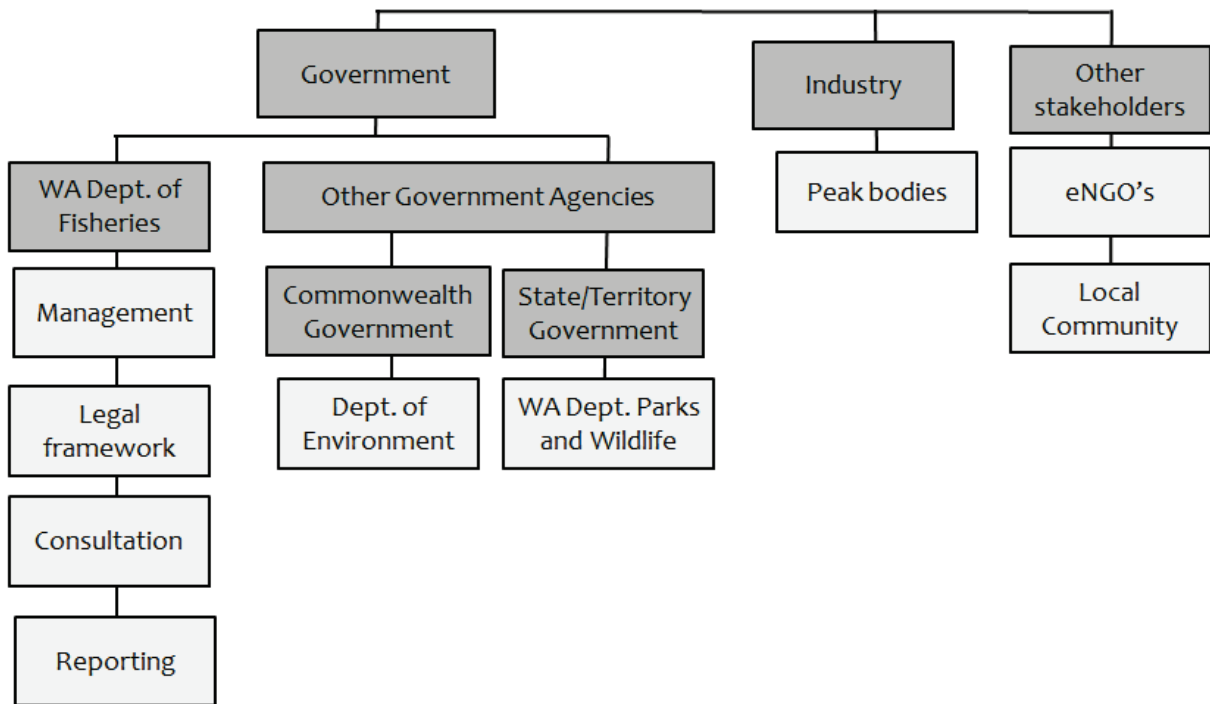 Government
Industry
Other
stakeholders
WA Dept. of
Fisheries
Other Government Agencies
Peak bodies
eNGO's
Management
Commonwealth
Government
State/Territory
Government
Local
Community
Legal
framework
Dept. of
Environment
WA Dept. Parks
and Wildlife
Consultation
Reporting